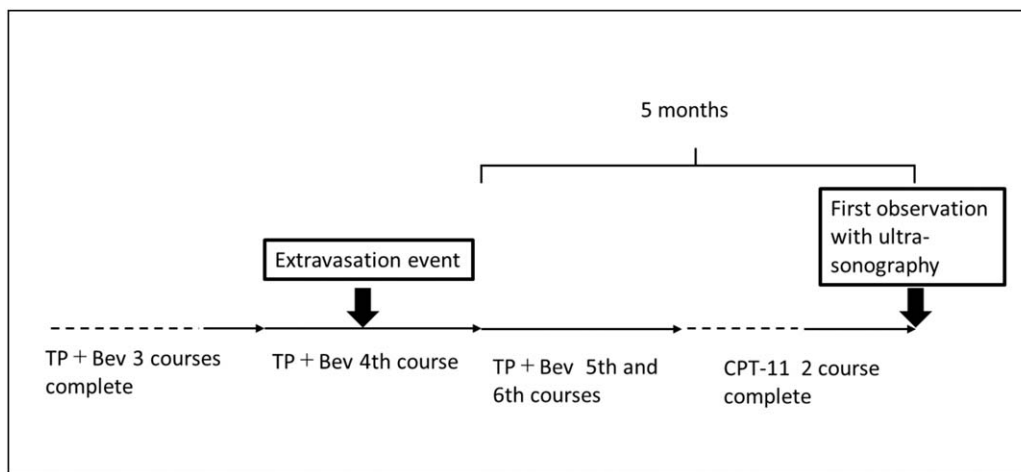 5 months
First observation
with ultra-
sonography
Extravasation event
TP＋Bev 3 courses
complete
TP＋Bev 4th course
TP＋Bev 5th and
6th courses
CPT-11 2 course
complete